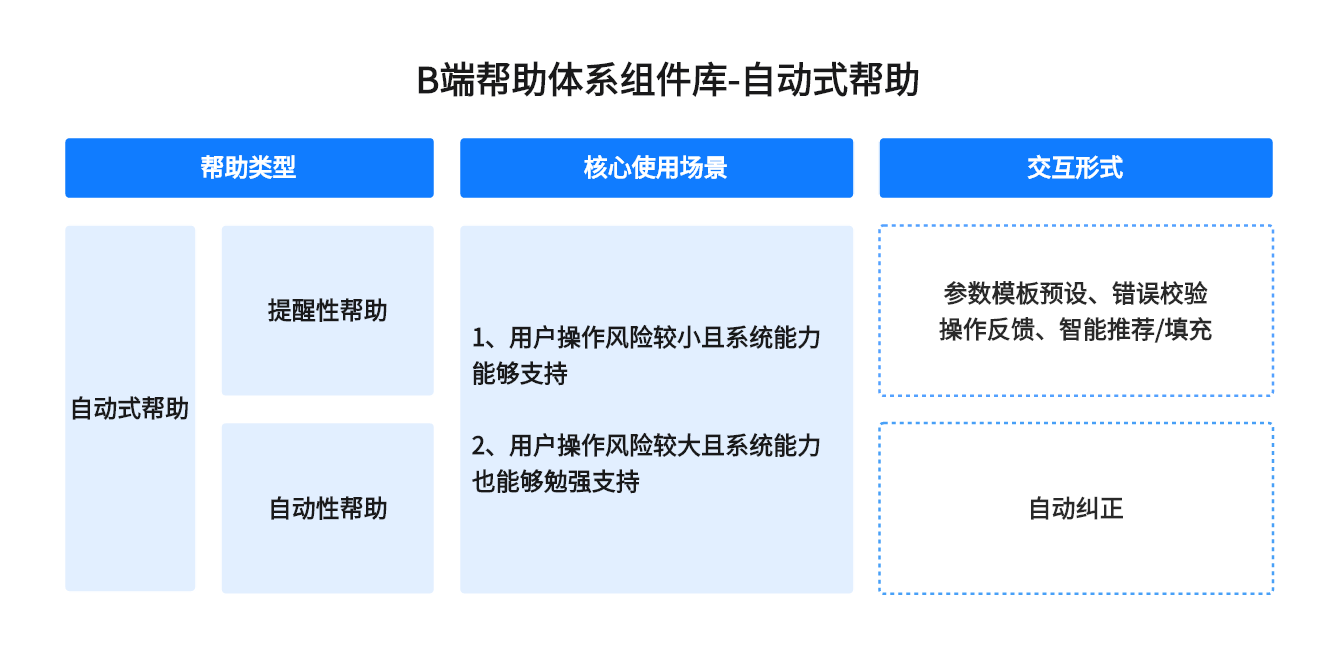 B端帮助体系组件库-自动式帮助
帮助类型
核心使用场景
交互形式
自动式帮助
提醒性帮助
自动性帮助
1、用户操作风险较小且系统能力
能够支持
2、用户操作风险较大且系统能力
也能够勉强支持
参数模板预设、错误校验
操作反馈、智能推荐/填充
自动纠正